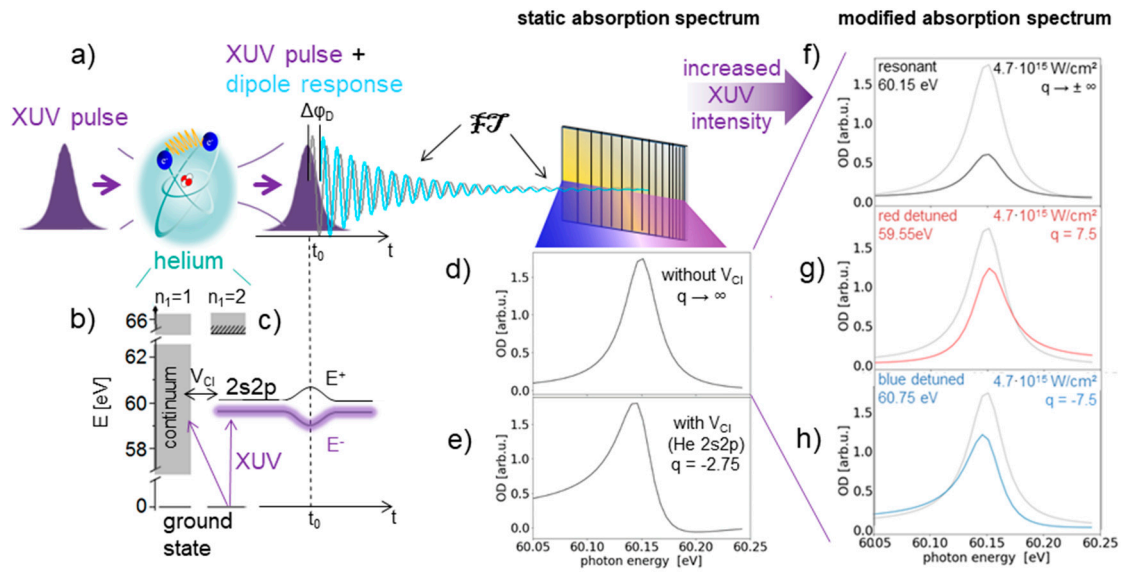 static absorption spectrum
modified absorption spectrum
a)
XUV pulse
XUV pulse +
dipole response
ΔφD
e⁻
e⁻
t
t₀
helium
increased
XUV
intensity
b)
n₁=1
n₁=2
c)
E [eV]
66
62
60
58
0
continuum
VCI
2s2p
E⁺
E⁻
XUV
ground
state
t₀
t
d)
without VCI
q → ∞
OD [arb.u.]
1.5
1.0
0.5
0.0
e)
with VCI
(He 2s2p)
q = -2.75
OD [arb.u.]
1.5
1.0
0.5
0.0
60.05 60.10 60.15 60.20 60.25
photon energy [eV]
f)
resonant
60.15 eV
4.7·10¹⁵ W/cm²
q → ± ∞
OD [arb.u.]
1.5
1.0
0.5
0.0
g)
red detuned
59.55eV
4.7·10¹⁵ W/cm²
q = 7.5
OD [arb.u.]
1.5
1.0
0.5
0.0
h)
blue detuned
60.75 eV
4.7·10¹⁵ W/cm²
q = -7.5
OD [arb.u.]
1.5
1.0
0.5
0.0
60.05 60.10 60.15 60.20 60.25
photon energy [eV]